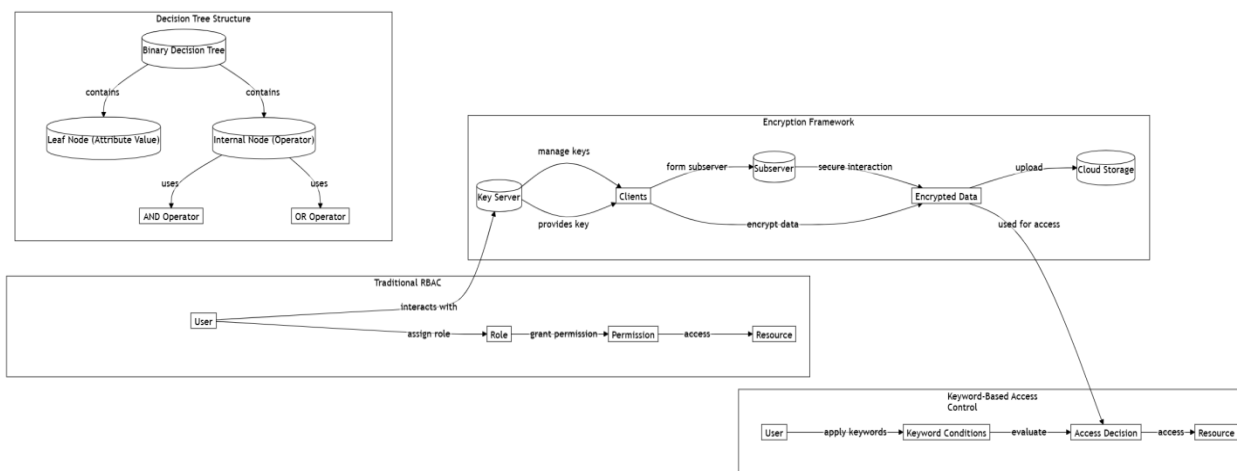 Decision Tree Structure
Binary Decision Tree
contains
contains
Leaf Node (Attribute Value)
Internal Node (Operator)
uses
uses
AND Operator
OR Operator
Encryption Framework
manage keys
form subserver
Subserver
secure interaction
upload
Cloud Storage
Key Server
Clients
Encrypted Data
provides key
encrypt data
used for access
Traditional RBAC
interacts with
User
assign role
Role
grant permission
Permission
access
Resource
Keyword-Based Access
Control
User
apply keywords
Keyword Conditions
evaluate
Access Decision
access
Resource